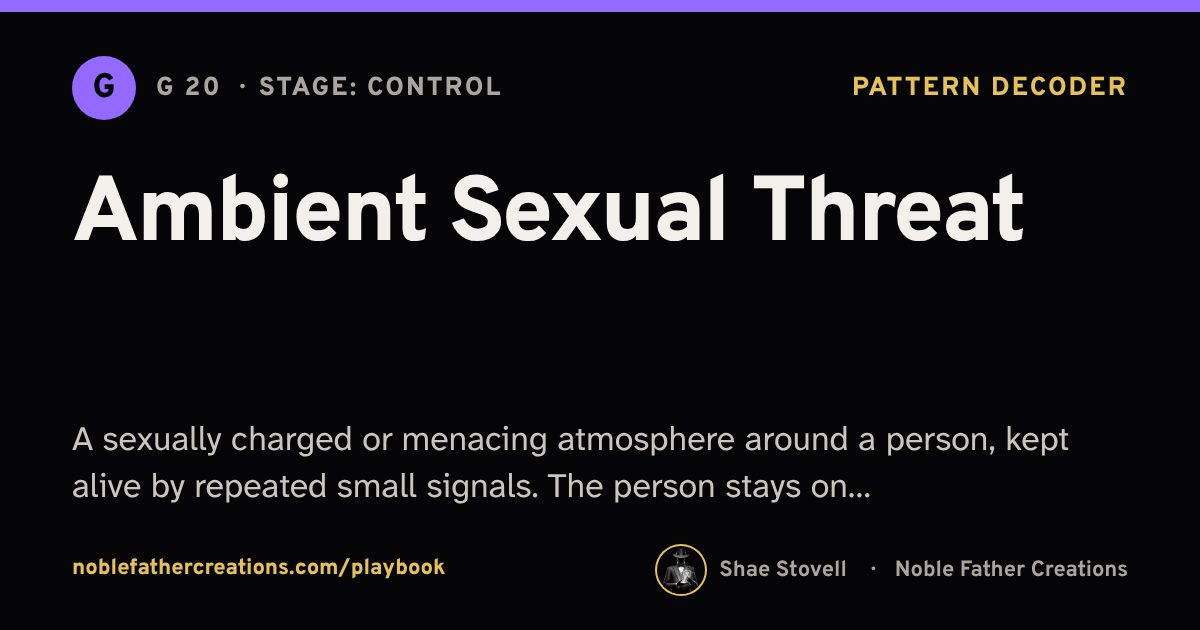 G G 20 · STAGE: CONTROL PATTERN DECODER
Ambient Sexual Threat
A sexually charged or menacing atmosphere around a person, kept
alive by repeated small signals. The person stays on...
noblefathercreations.com/playbook Shae Stovell · Noble Father Creations